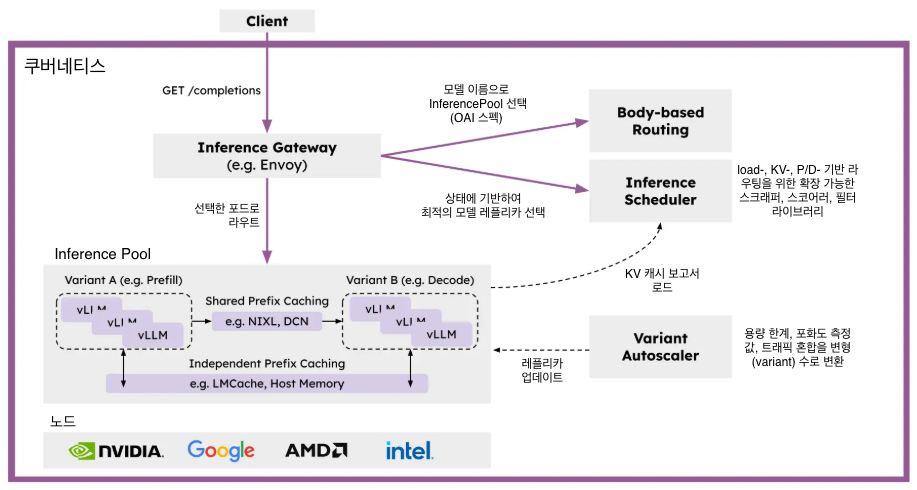 Client
쿠버네티스
GET /completions
모델 이름으로
InferencePool 선택
(OAI 스펙)
Body-based
Routing
Inference Gateway
(e.g. Envoy)
Inference
Scheduler
load-, KV-, P/D- 기반 라
우팅을 위한 확장 가능한
스크래퍼, 스코어러, 필터
라이브러리
선택한 포드로
라우트
상태에 기반하여
최적의 모델 레플리카 선택
Inference Pool
Variant A (e.g. Prefill)
Variant B (e.g. Decode)
vLLM
vLLM
vLLM
Shared Prefix Caching
e.g. NIXL, DCN
vLLM
vLLM
vLLM
Independent Prefix Caching
e.g. LMCache, Host Memory
KV 캐시 보고서
로드
Variant
Autoscaler
용량 한계, 포화도 측정
값, 트래픽 혼합을 변형
(variant) 수로 변환
레플리카
업데이트
노드
NVIDIA.
Google
AMD
intel.